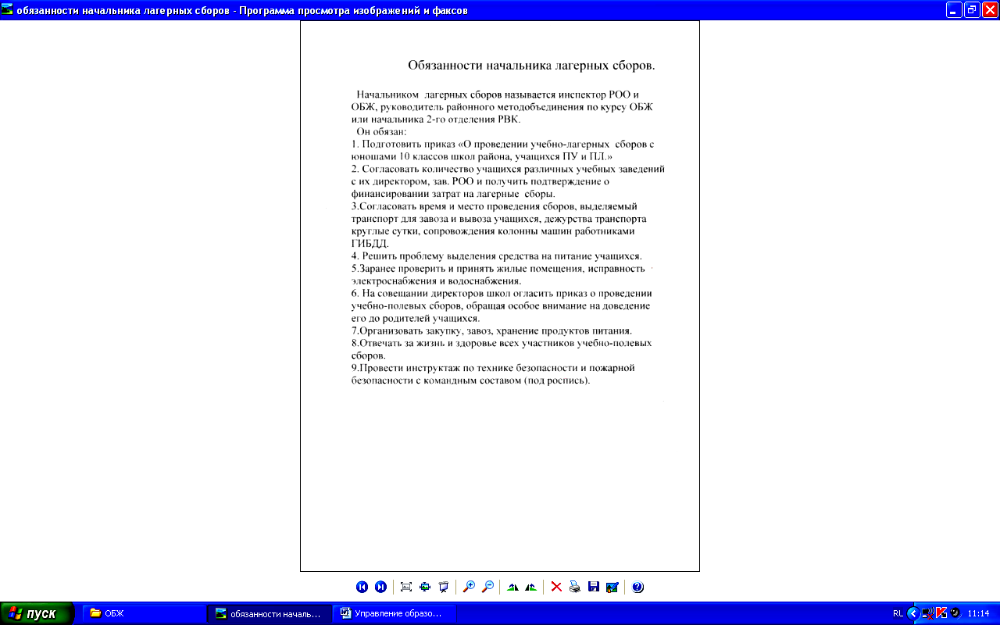 обязанности начальника лагерных сборов - Программа просмотра изображений и факсов
Обязанности начальника лагерных сборов.
Начальником лагерных сборов называется инспектор РОО и
ОБЖ, руководитель районного методобъединения по курсу ОБЖ
или начальника 2-го отделения РВК.
Он обязан:
1. Подготовить приказ «О проведении учебно-лагерных сборов с
юношами 10 классов школ района, учащихся ПУ и ПЛ.»
2. Согласовать количество учащихся различных учебных заведений
с их директором, зав. РОО и получить подтверждение о
финансировании затрат на лагерные сборы.
3.Согласовать время и место проведения сборов, выделяемый
транспорт для завоза и вывоза учащихся, дежурства транспорта
круглые сутки, сопровождения колонны машин работниками
ГИБДД.
4. Решить проблему выделения средства на питание учащихся.
5.Заранее проверить и принять жилые помещения, исправность
электроснабжения и водоснабжения.
6. На совещании директоров школ огласить приказ о проведении
учебно-полевых сборов, обращая особое внимание на доведение
его до родителей учащихся.
7.Организовать закупку, завоз, хранение продуктов питания.
8.Отвечать за жизнь и здоровье всех участников учебно-полевых
сборов.
9.Провести инструктаж по технике безопасности и пожарной
безопасности с командным составом (под роспись).
пуск
ОБЖ
обязанности началь...
Управление образо...
RL
11:14